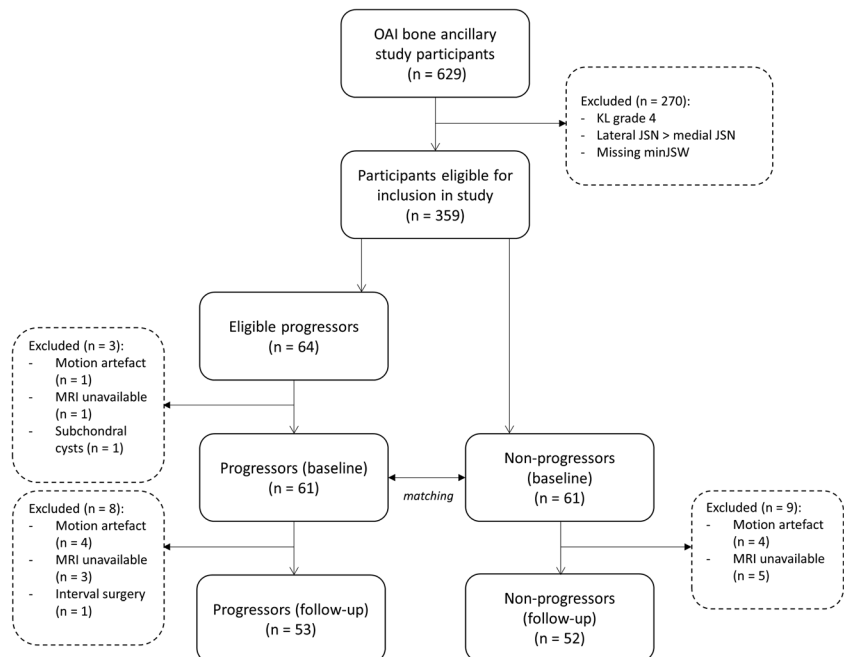 OAI bone ancillary
study participants
(n = 629)
Excluded (n = 270):
- KL grade 4
- Lateral JSN > medial JSN
- Missing minJSW
Participants eligible for
inclusion in study
(n = 359)
Eligible progressors
(n = 64)
Excluded (n = 3):
- Motion artefact
(n = 1)
- MRI unavailable
(n = 1)
- Subchondral
cysts (n = 1)
Progressors (baseline)
(n = 61)
matching
Non-progressors
(baseline)
(n = 61)
Excluded (n = 8):
- Motion artefact
(n = 4)
- MRI unavailable
(n = 3)
- Interval surgery
(n = 1)
Excluded (n = 9):
- Motion artefact
(n = 4)
- MRI unavailable
(n = 5)
Progressors (follow-up)
(n = 53)
Non-progressors
(follow-up)
(n = 52)